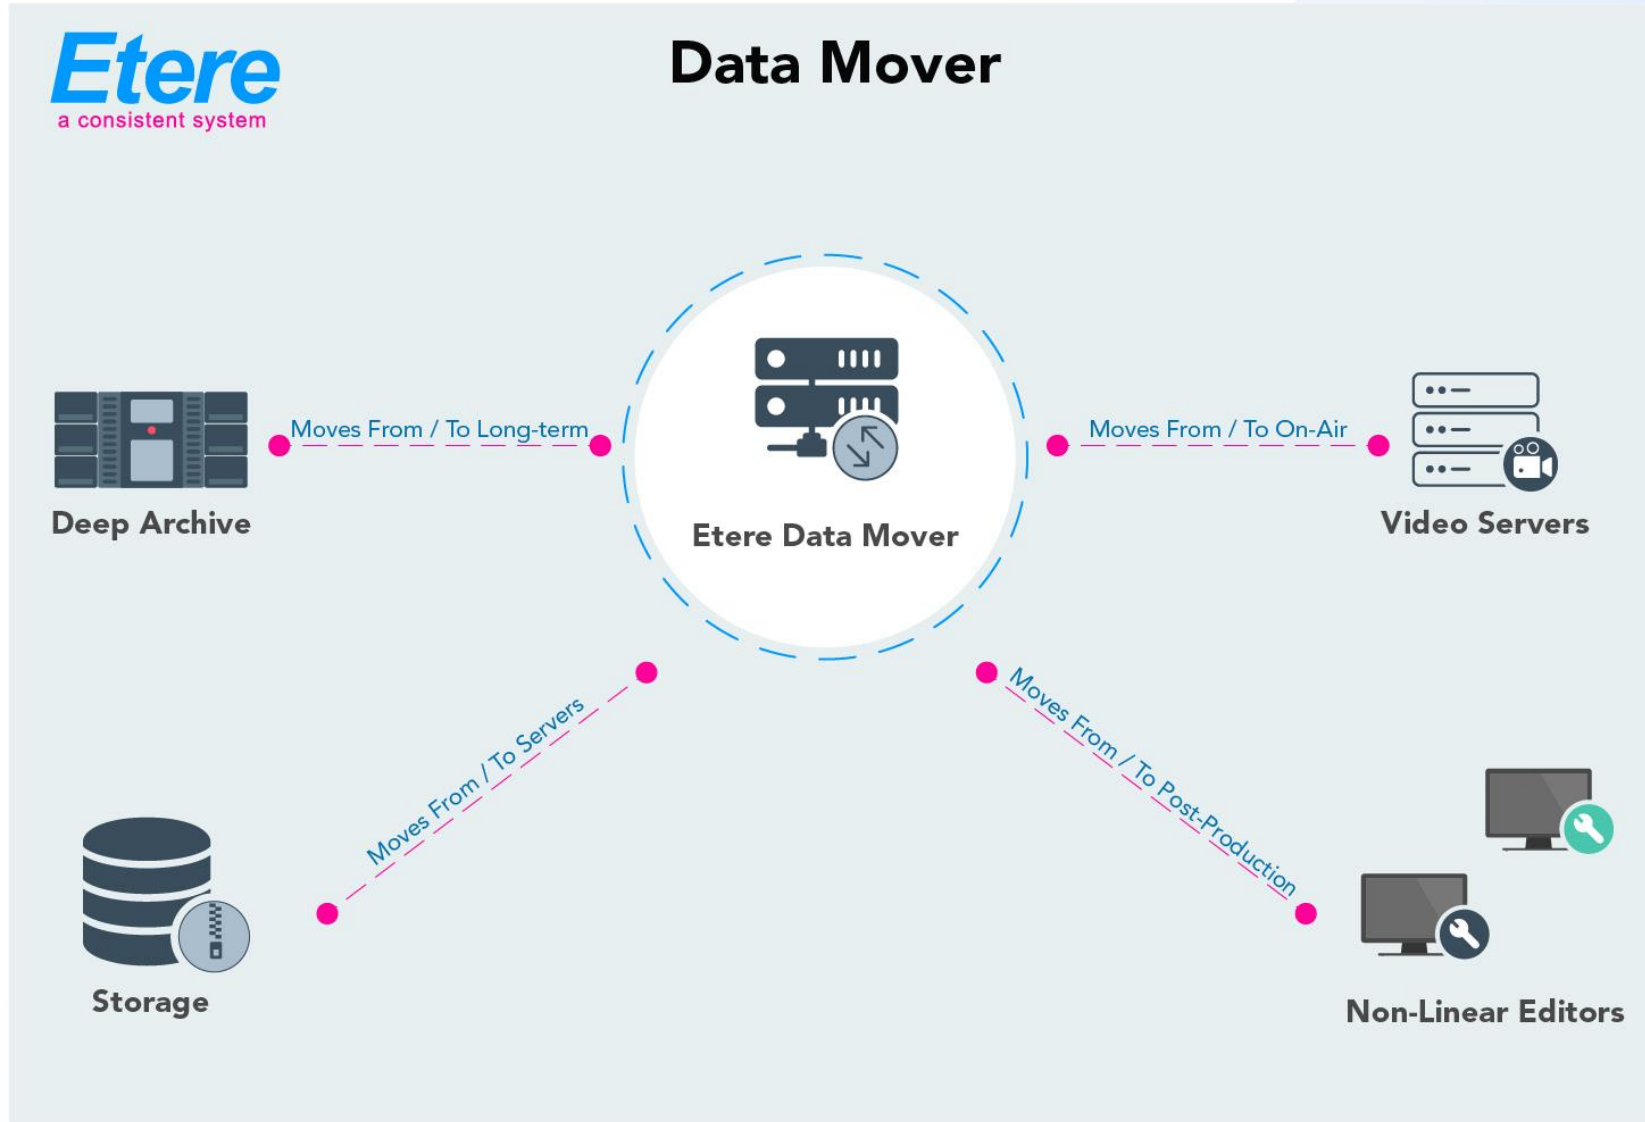 Etere
a consistent system
Data Mover
Moves From / To Long-term
Moves From / To On-Air
Deep Archive
Etere Data Mover
Video Servers
Moves From / To Servers
Moves From / To Post-Production
Storage
Non-Linear Editors